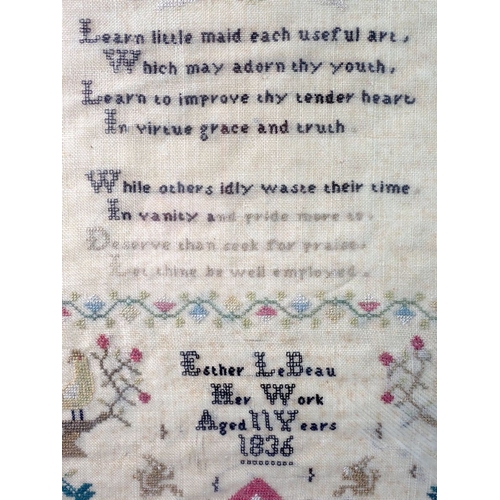 Learn little maid each useful art,
Which may adorn thy youth,
Learn to improve thy tender heart
In virtue grace and truth
While others idly waste their time
In vanity and pride more to.
Deserve than seek for praise,
Let thine be well employed.
Esther LeBeau
Her Work
Aged 11 Years
1836